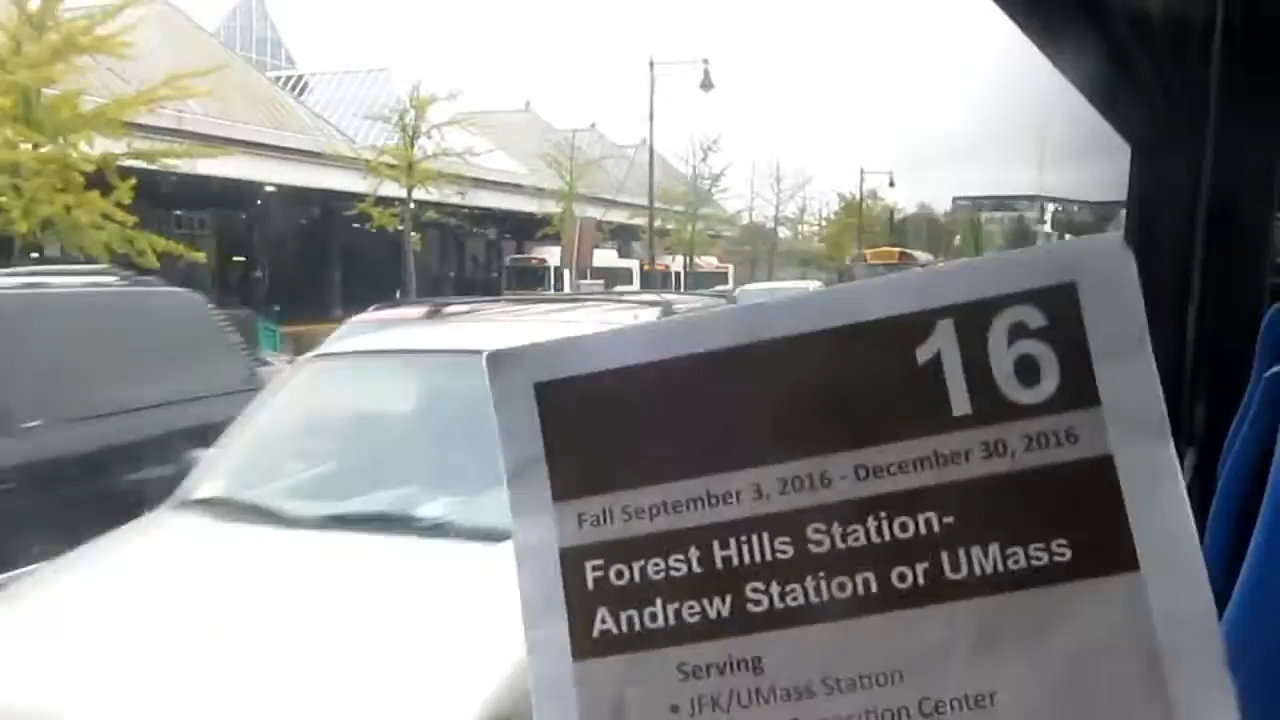 16
Fall September 3, 2016 - December 30, 2016
Forest Hills Station-
Andrew Station or UMass
Serving
• JFK/UMass Station
Center